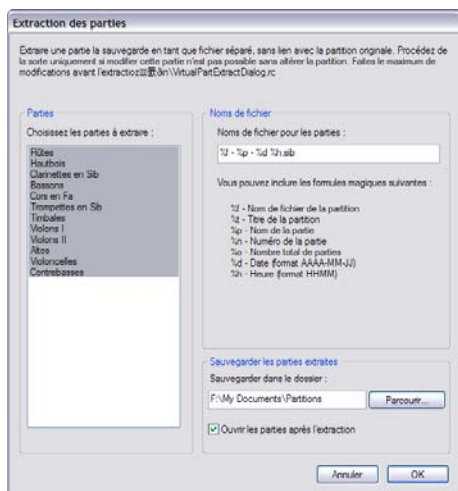 Extraction des parties
Extraire une partie la sauvegarde en tant que fichier séparé, sans lien avec la partition originale. Procédez de
la sorte uniquement si modifier cette partie n'est pas possible sans altérer la partition. Faites le maximum de
modifications avant l'extraction\VirtualPartExtractDialog.rc
Parties
Choisissez les parties à extraire :
Flûtes
Hautbois
Clarinettes en Sib
Bassons
Cors en Fa
Trompettes en Sib
Timbales
Violons I
Violons II
Altos
Violoncelles
Contrebasses
Noms de fichier
Noms de fichier pour les parties :
%f - %p - %d %h.sib
Vous pouvez inclure les formules magiques suivantes :
%f - Nom de fichier de la partition
%t - Titre de la partition
%p - Nom de la partie
%n - Numéro de la partie
%o - Nombre total de parties
%d - Date (format AAAA-MM-JJ)
%h - Heure (format HHMM)
Sauvegarder les parties extraites
Sauvegarder dans le dossier :
F:\My Documents\Partitions
Parcourir...
Ouvrir les parties après l'extraction
Annuler
OK